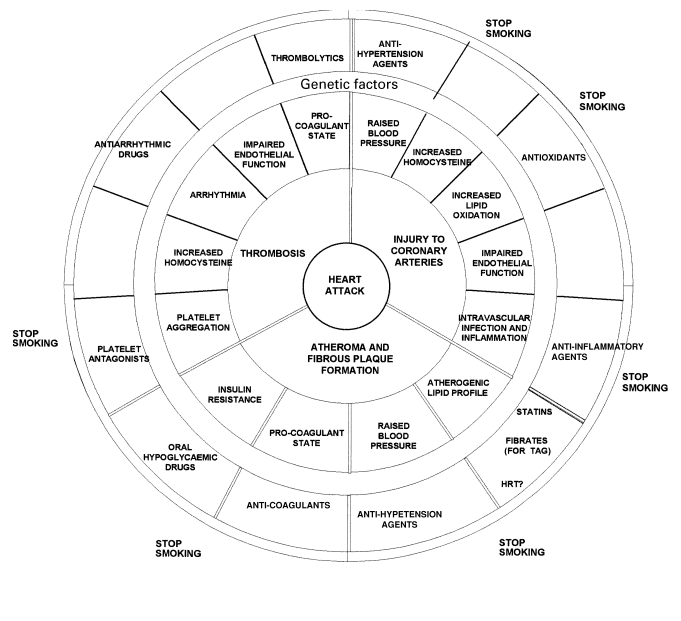 STOP
SMOKING
ANTI-
HYPERTENSION
AGENTS
THROMBOLYTICS
Genetic factors
STOP
SMOKING
PRO-
COAGULANT
STATE
RAISED
BLOOD
PRESSURE
ANTIARRHYTHMIC
DRUGS
IMPAIRED
ENDOTHELIAL
FUNCTION
INCREASED
HOMOCYSTEINE
ANTIOXIDANTS
ARRHYTHMIA
INCREASED
LIPID
OXIDATION
INCREASED
HOMOCYSTEINE
THROMBOSIS
INJURY TO
CORONARY
ARTERIES
IMPAIRED
ENDOTHELIAL
FUNCTION
HEART
ATTACK
PLATELET
AGGREGATION
INTRAVASCULAR
INFECTION AND
INFLAMMATION
STOP
SMOKING
PLATELET
ANTAGONISTS
ATHEROMA AND
FIBROUS PLAQUE
FORMATION
ANTI-INFLAMMATORY
AGENTS
STOP
SMOKING
INSULIN
RESISTANCE
ATHEROGENIC
LIPID PROFILE
STATINS
PRO-COAGULANT
STATE
RAISED
BLOOD
PRESSURE
FIBRATES
(FOR TAG)
ORAL
HYPOGLYCAEMIC
DRUGS
HRT?
ANTI-COAGULANTS
ANTI-HYPETENSION
AGENTS
STOP
SMOKING
STOP
SMOKING